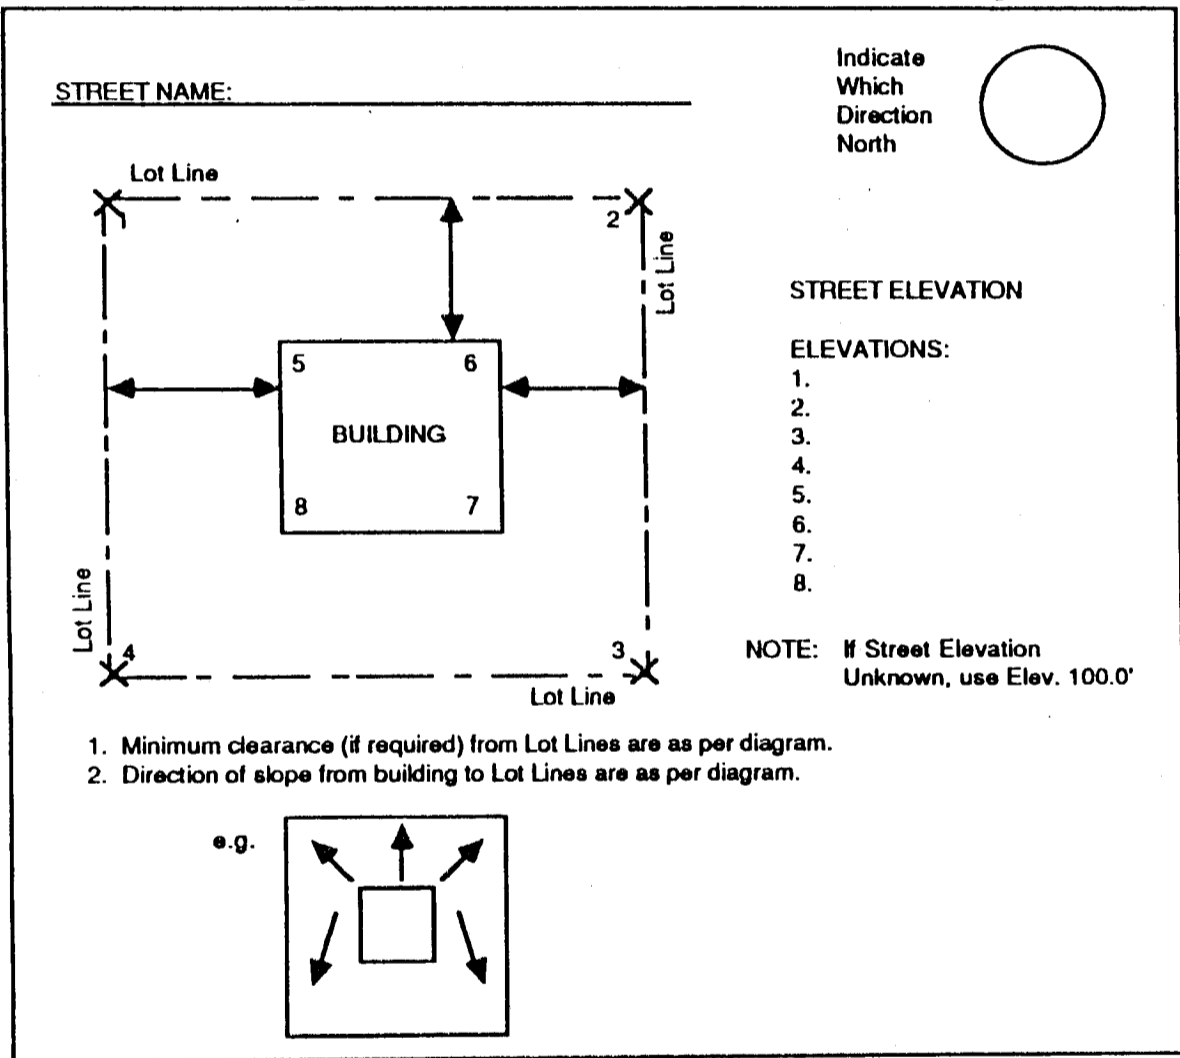 STREET NAME:
Indicate
Which
Direction
North
Lot Line
1
2
Lot Line
STREET ELEVATION
ELEVATIONS:
1.
2.
3.
4.
5.
6.
7.
8.
5
6
BUILDING
8
7
Lot Line
4
3
Lot Line
NOTE: If Street Elevation
Unknown, use Elev. 100.0'
1. Minimum clearance (if required) from Lot Lines are as per diagram.
2. Direction of slope from building to Lot Lines are as per diagram.
e.g.